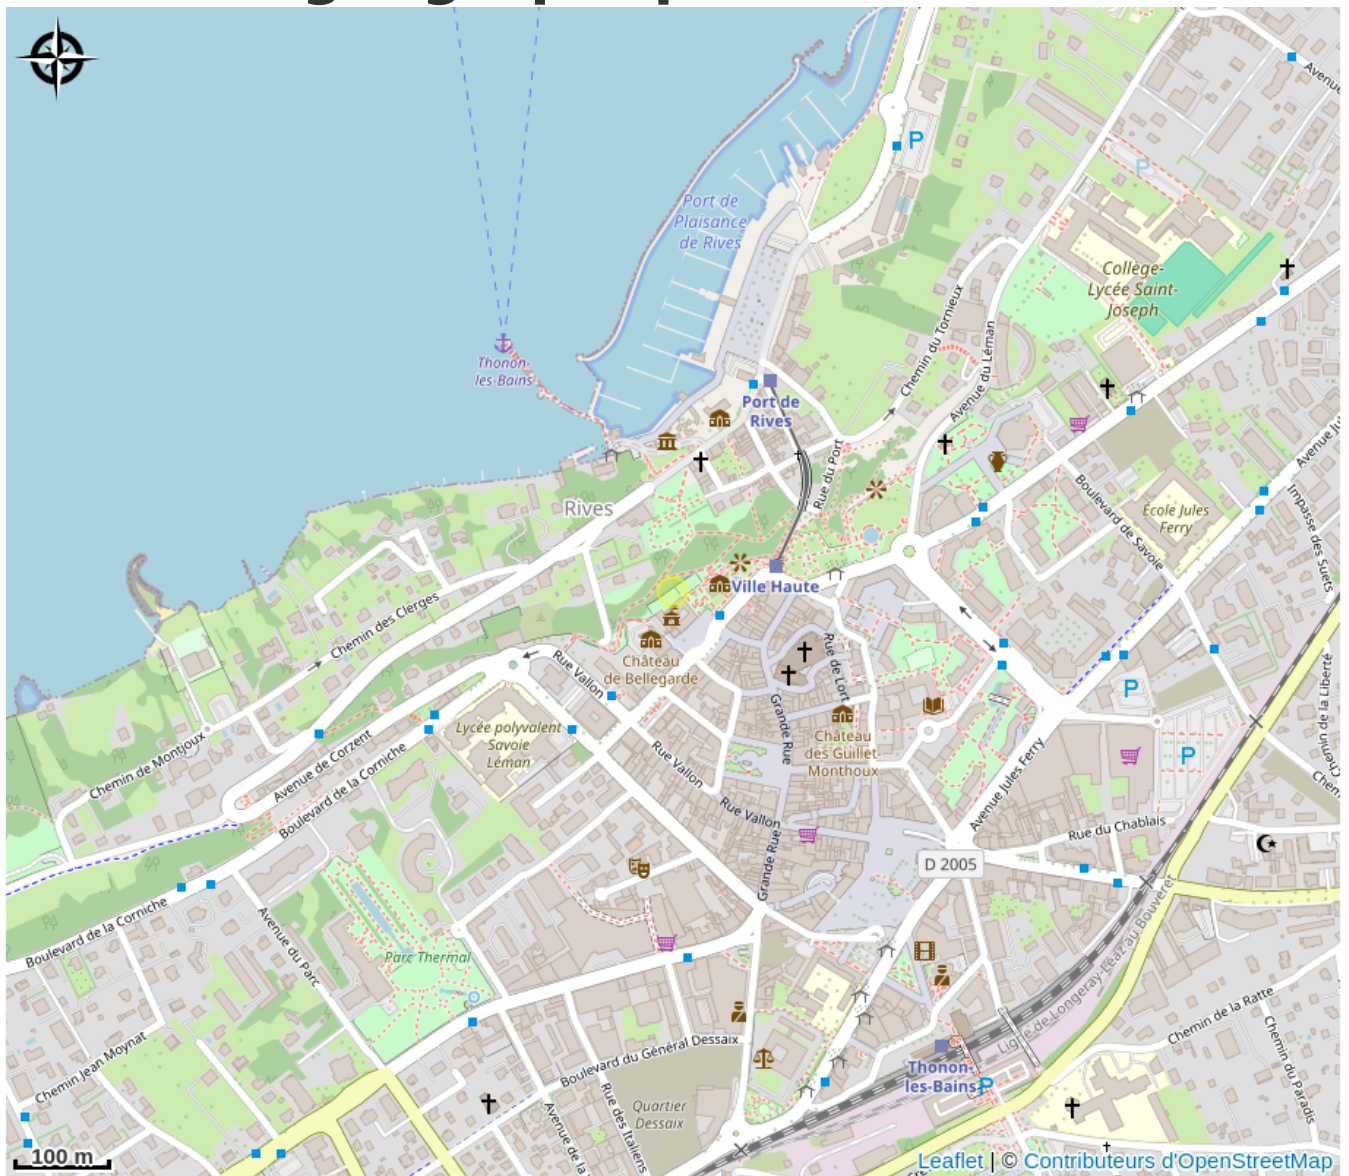 Avenue
P
P
Port de
Plaisance
de Rives
Collège-
Lycée Saint-
Joseph
Chemin du Tornieux
Avenue du Léman
Thonon-
les-Bains
Port de
Rives
Rue du Port
Boulevard de Savoie
École Jules
Ferry
Impasse des Suets
Rives
Ville Haute
Chemin des Clerges
Château
de Bellegarde
Rue de Lort
Chemin de la Liberté
Rue Vallon
P
Lycée polyvalent
Savoie
Léman
Grande Rue
Château
des Guillet-
Monthoux
P
Chemin de Montjoux
Avenue de Corzent
Boulevard de la Corniche
Rue Vallon
Rue Vallon
Avenue Jules Ferry
Rue du Chablais
Grande Rue
D 2005
Boulevard de la Corniche
Avenue du Parc
Parc Thermal
Ligne de Longeray-Léaz au Bouveret
Chemin de la Ratte
Chemin du Paradis
Chemin Jean Moynat
Boulevard du Général Dessaix
Thonon-
les-Bains
P
Rue des Italiens
Quartier
Dessaix
Avenue de la
100 m
Leaflet | © Contributeurs d'OpenStreetMap